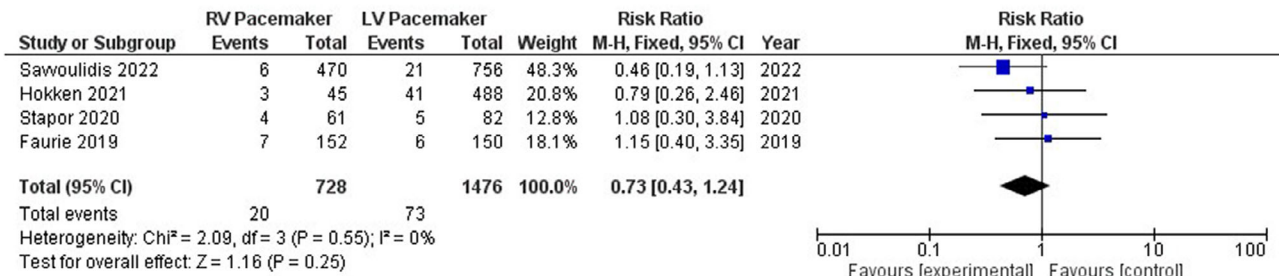 RV Pacemaker LV Pacemaker Risk Ratio Risk Ratio
Study or Subgroup Events Total Events Total Weight M-H, Fixed, 95% CI Year M-H, Fixed, 95% CI
Sawoulidis 2022 6 470 21 756 48.3% 0.46 [0.19, 1.13] 2022
Hokken 2021 3 45 41 488 20.8% 0.79 [0.26, 2.46] 2021
Stapor 2020 4 61 5 82 12.8% 1.08 [0.30, 3.84] 2020
Faurie 2019 7 152 6 150 18.1% 1.15 [0.40, 3.35] 2019
Total (95% CI) 728 1476 100.0% 0.73 [0.43, 1.24]
Total events 20 73
Heterogeneity: Chi² = 2.09, df = 3 (P = 0.55); I² = 0%
Test for overall effect: Z = 1.16 (P = 0.25)
0.01 0.1 1 10 100
Favours [experimental] Favours [control]